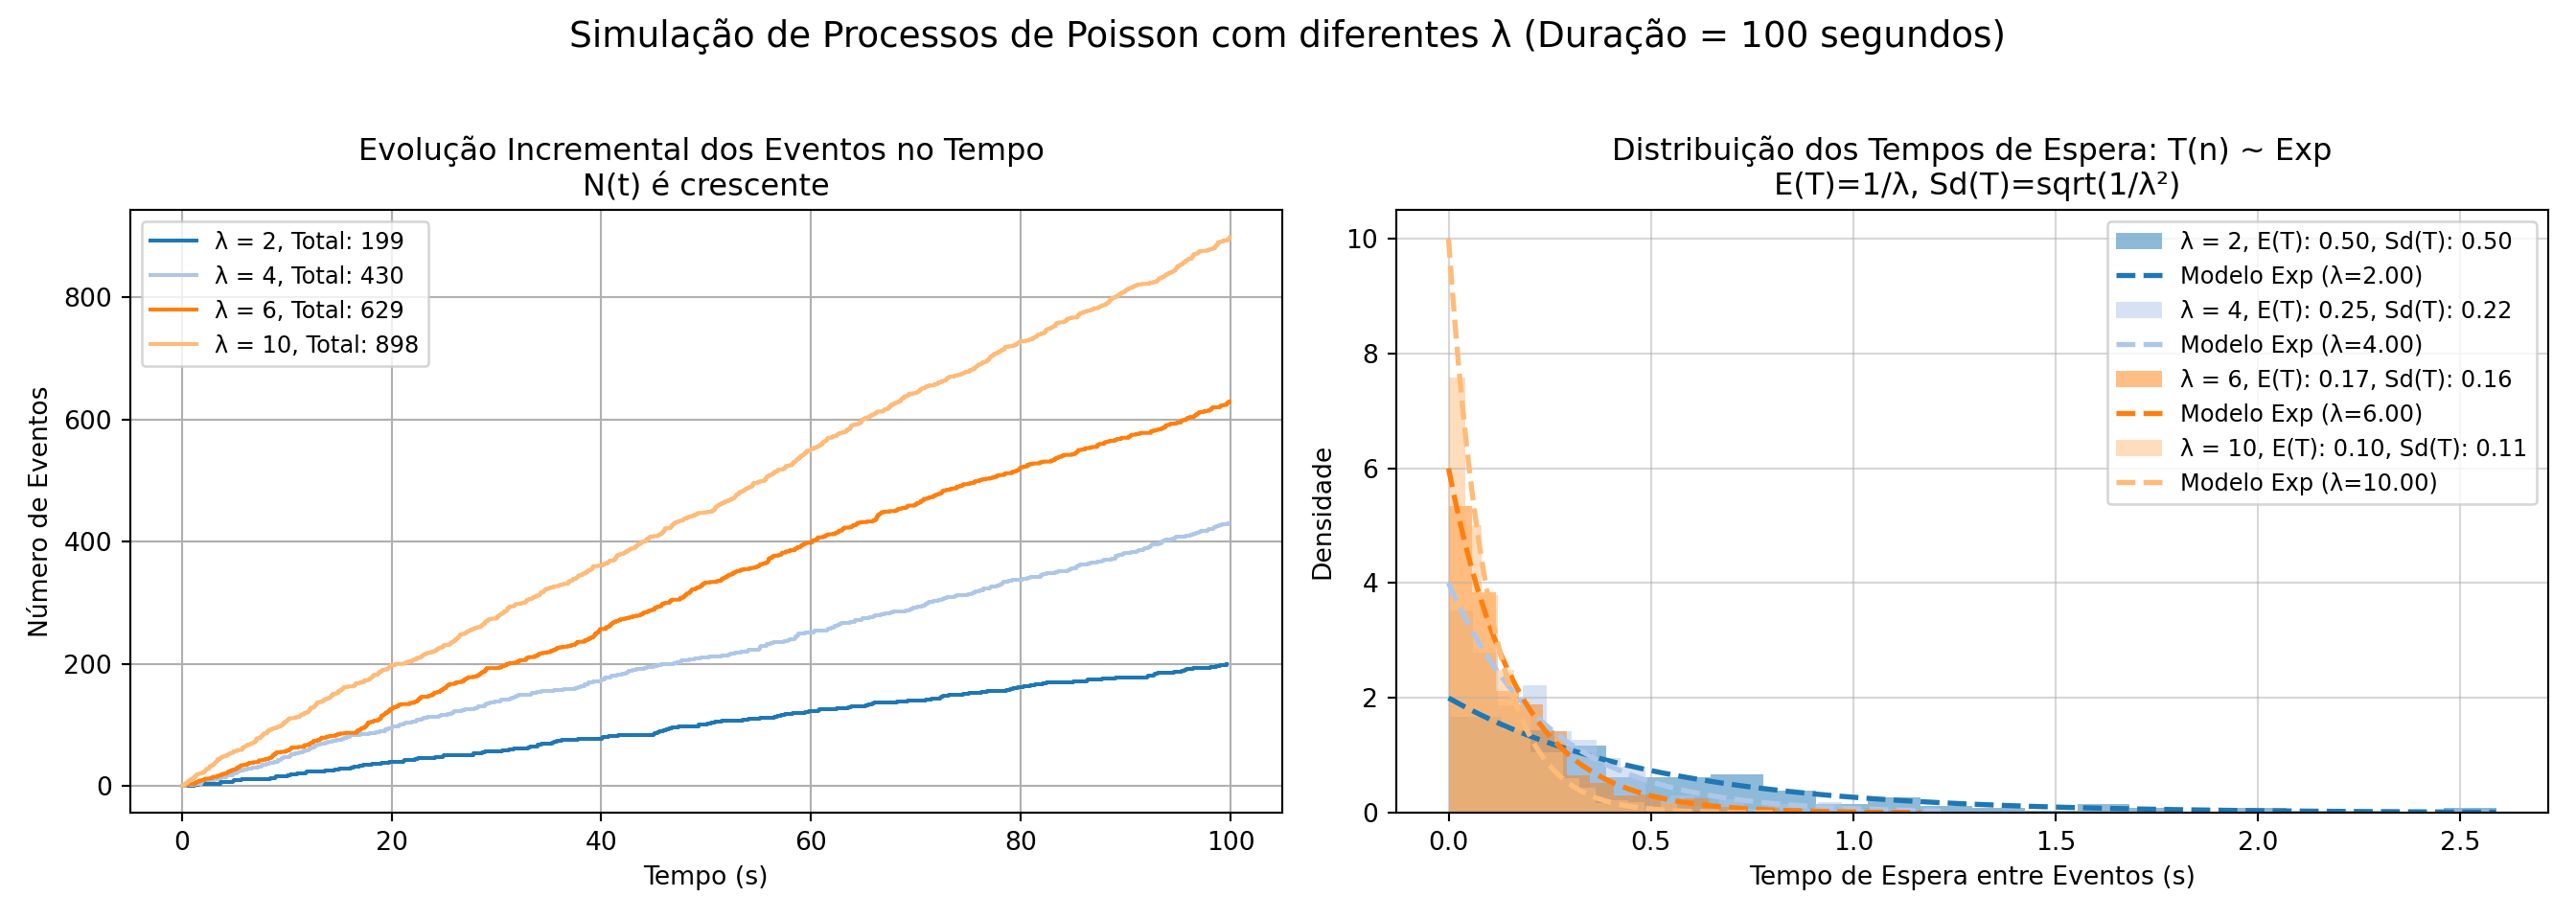 Simulação de Processos de Poisson com diferentes λ (Duração = 100 segundos)
Evolução Incremental dos Eventos no Tempo
N(t) é crescente
λ = 2, Total: 199
λ = 4, Total: 430
λ = 6, Total: 629
λ = 10, Total: 898
800
600
400
200
0
Número de Eventos
0 20 40 60 80 100
Tempo (s)
Distribuição dos Tempos de Espera: T(n) ~ Exp
E(T)=1/λ, Sd(T)=sqrt(1/λ²)
λ = 2, E(T): 0.50, Sd(T): 0.50
Modelo Exp (λ=2.00)
λ = 4, E(T): 0.25, Sd(T): 0.22
Modelo Exp (λ=4.00)
λ = 6, E(T): 0.17, Sd(T): 0.16
Modelo Exp (λ=6.00)
λ = 10, E(T): 0.10, Sd(T): 0.11
Modelo Exp (λ=10.00)
10
8
6
4
2
0
Densidade
0.0 0.5 1.0 1.5 2.0 2.5
Tempo de Espera entre Eventos (s)